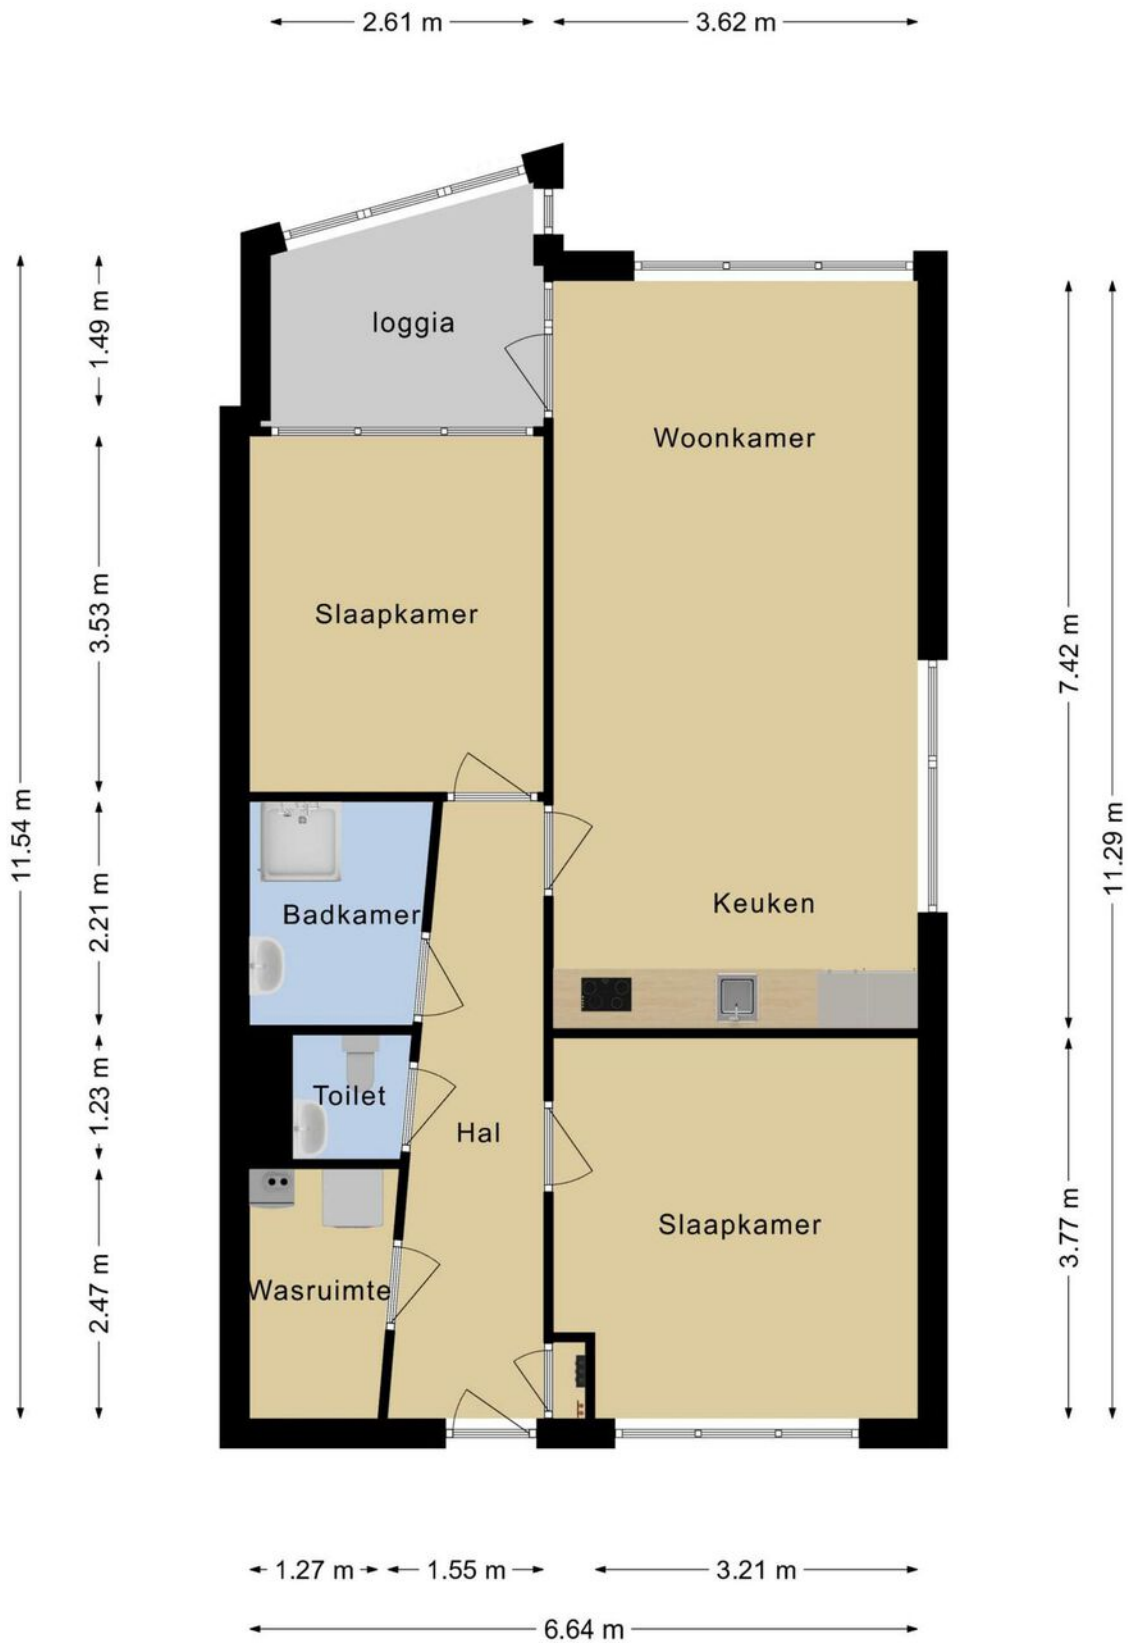 2.61 m
3.62 m
loggia
1.49 m
Woonkamer
Slaapkamer
3.53 m
7.42 m
11.54 m
11.29 m
Badkamer
Keuken
2.21 m
Toilet
1.23 m
Hal
Slaapkamer
3.77 m
Wasruimte
2.47 m
1.27 m
1.55 m
3.21 m
6.64 m